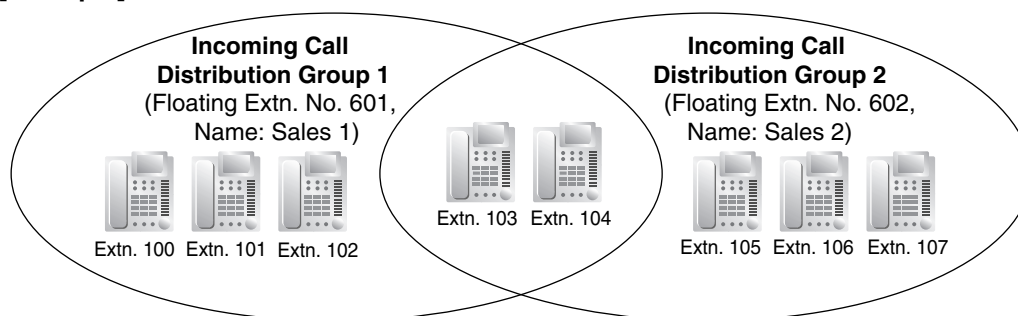 Incoming Call
Distribution Group 1
(Floating Extn. No. 601,
Name: Sales 1)
Extn. 100 Extn. 101 Extn. 102
Extn. 103 Extn. 104
Incoming Call
Distribution Group 2
(Floating Extn. No. 602,
Name: Sales 2)
Extn. 105 Extn. 106 Extn. 107